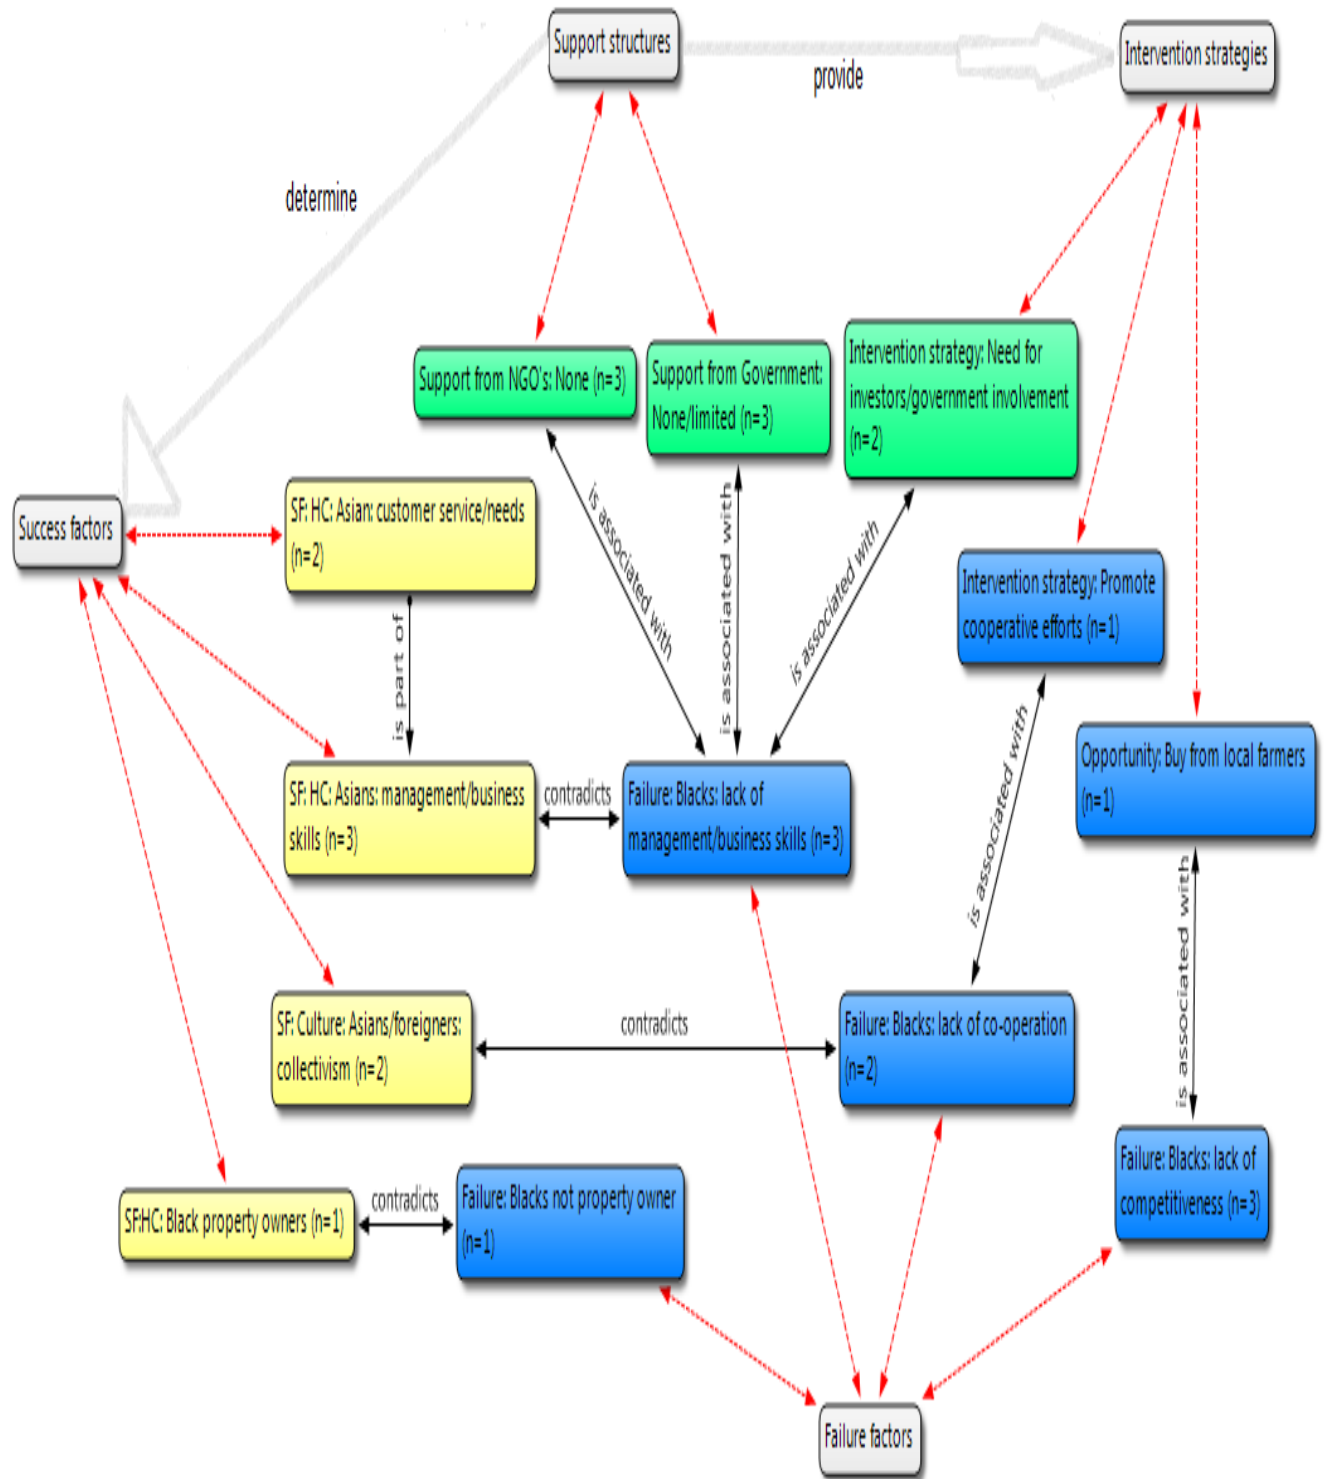 Support structures
provide
Intervention strategies
determine
Support from NGO's: None (n=3)
Support from Government:
None/limited (n=3)
Intervention strategy: Need for
investors/government involvement
(n=2)
Success factors
SF: HC: Asian: customer service/needs
(n=2)
is associated with
is associated with
is associated with
Intervention strategy: Promote
cooperative efforts (n=1)
is part of
Opportunity: Buy from local farmers
(n=1)
SF: HC: Asians: management/business
skills (n=3)
contradicts
Failure: Blacks: lack of
management/business skills (n=3)
is associated with
is associated with
SF: Culture: Asians/foreigners:
collectivism (n=2)
contradicts
Failure: Blacks: lack of co-operation
(n=2)
Failure: Blacks: lack of
competitiveness (n=3)
SF:HC: Black property owners (n=1)
contradicts
Failure: Blacks not property owner
(n=1)
Failure factors